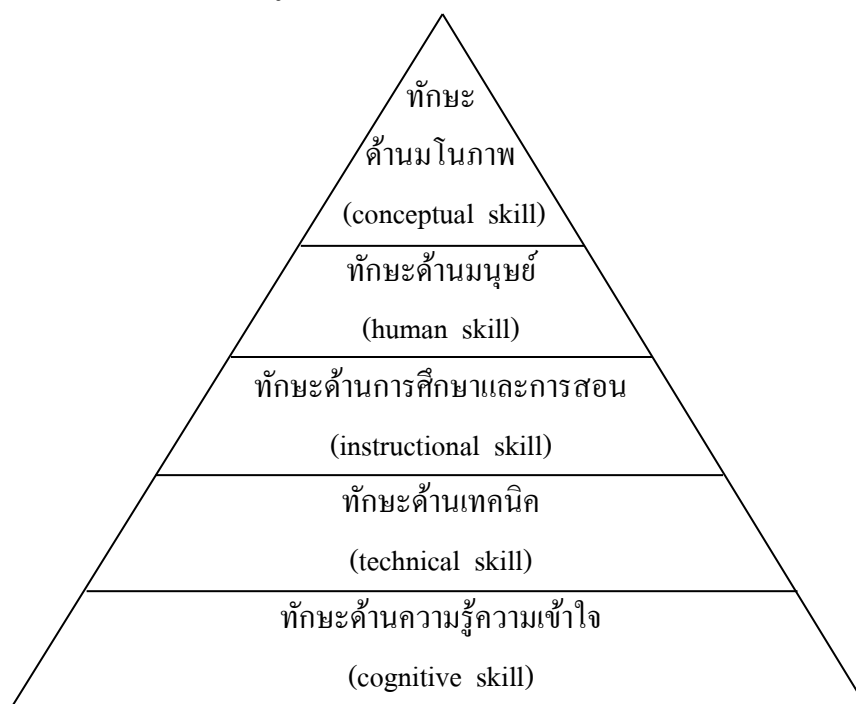 ทักษะ
ด้านมโนภาพ
(conceptual skill)
ทักษะด้านมนุษย์
(human skill)
ทักษะด้านการศึกษาและการสอน
(instructional skill)
ทักษะด้านเทคนิค
(technical skill)
ทักษะด้านความรู้ความเข้าใจ
(cognitive skill)